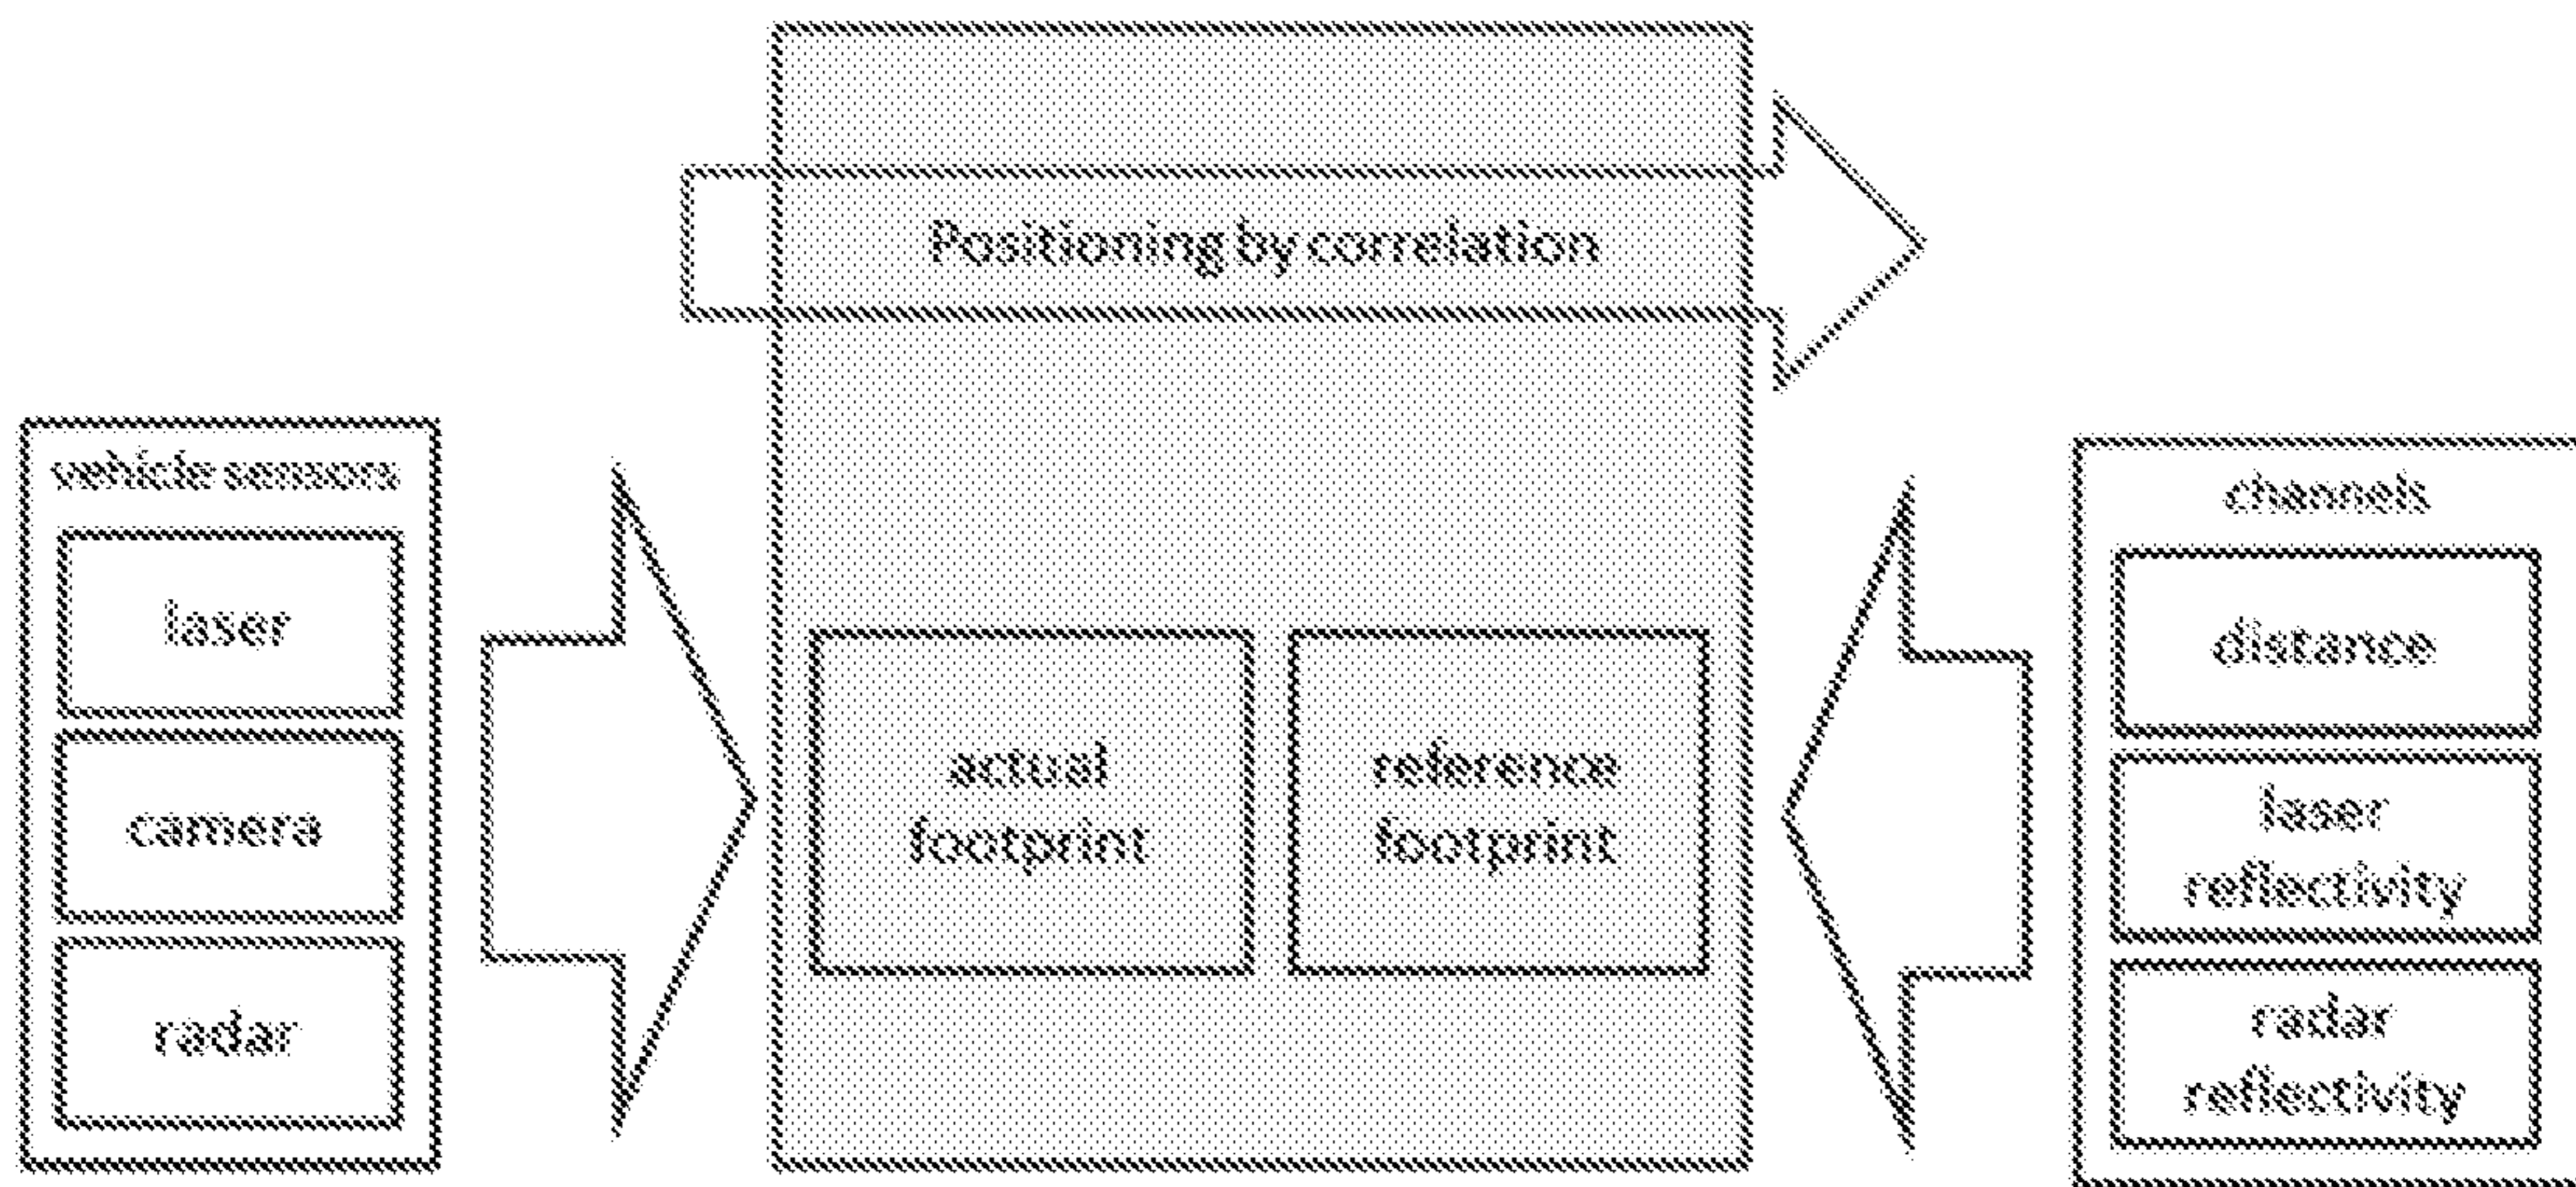 Positioning by correlation
vehicle sensors
laser
camera
radar
actual
footprint
reference
footprint
channels
distance
laser
reflectivity
radar
reflectivity